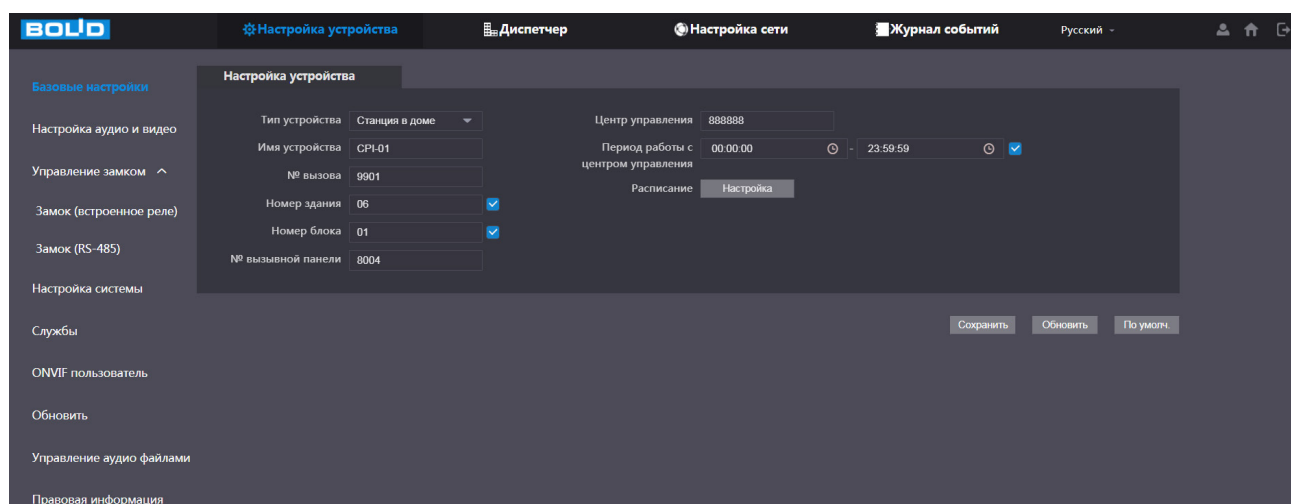 BOLID
Настройка устройства
Диспетчер
Настройка сети
Журнал событий
Русский
Базовые настройки
Настройка аудио и видео
Управление замком
Замок (встроенное реле)
Замок (RS-485)
Настройка системы
Службы
ONVIF пользователь
Обновить
Управление аудио файлами
Правовая информация
Настройка устройства
Тип устройства Станция в доме
Имя устройства CPI-01
№ вызова 9901
Номер здания 06
Номер блока 01
№ вызывной панели 8004
Центр управления 888888
Период работы с 00:00:00 - 23:59:59
центром управления
Расписание Настройка
Сохранить Обновить По умолч.